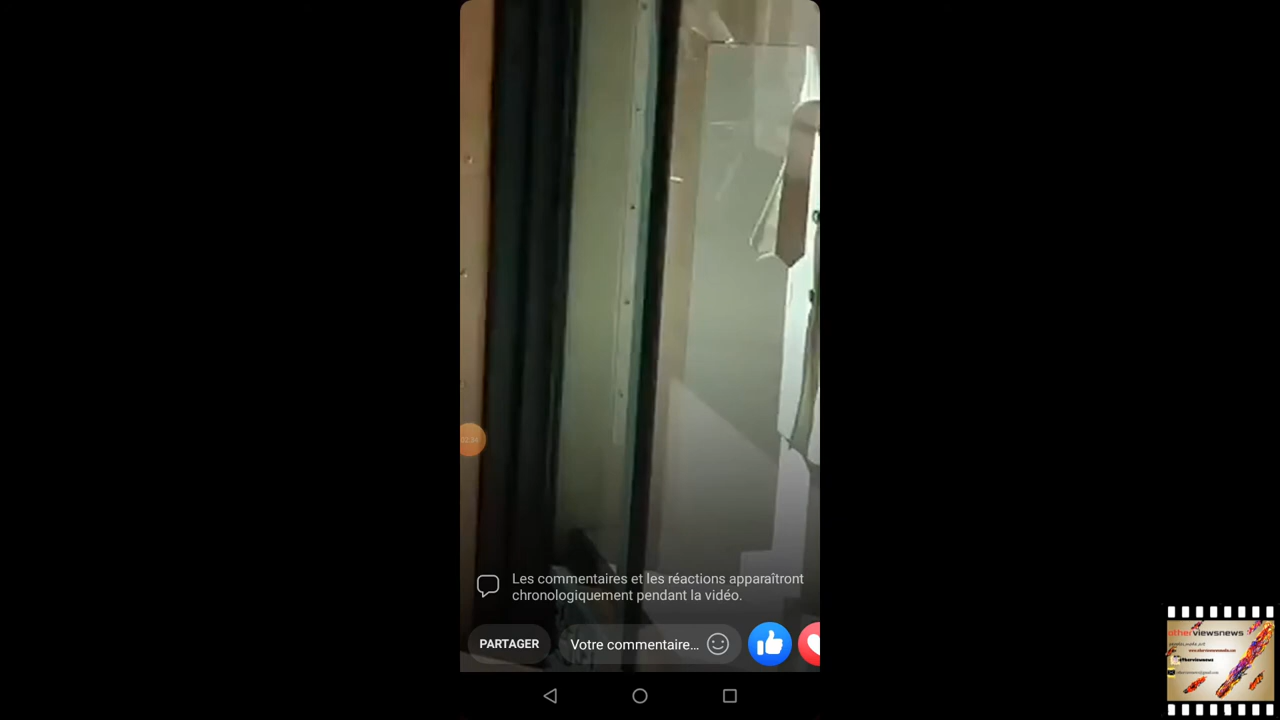 Les commentaires et les réactions apparaîtront
chronologiquement pendant la vidéo.
PARTAGER
Votre commentaire...
otherviewsnews